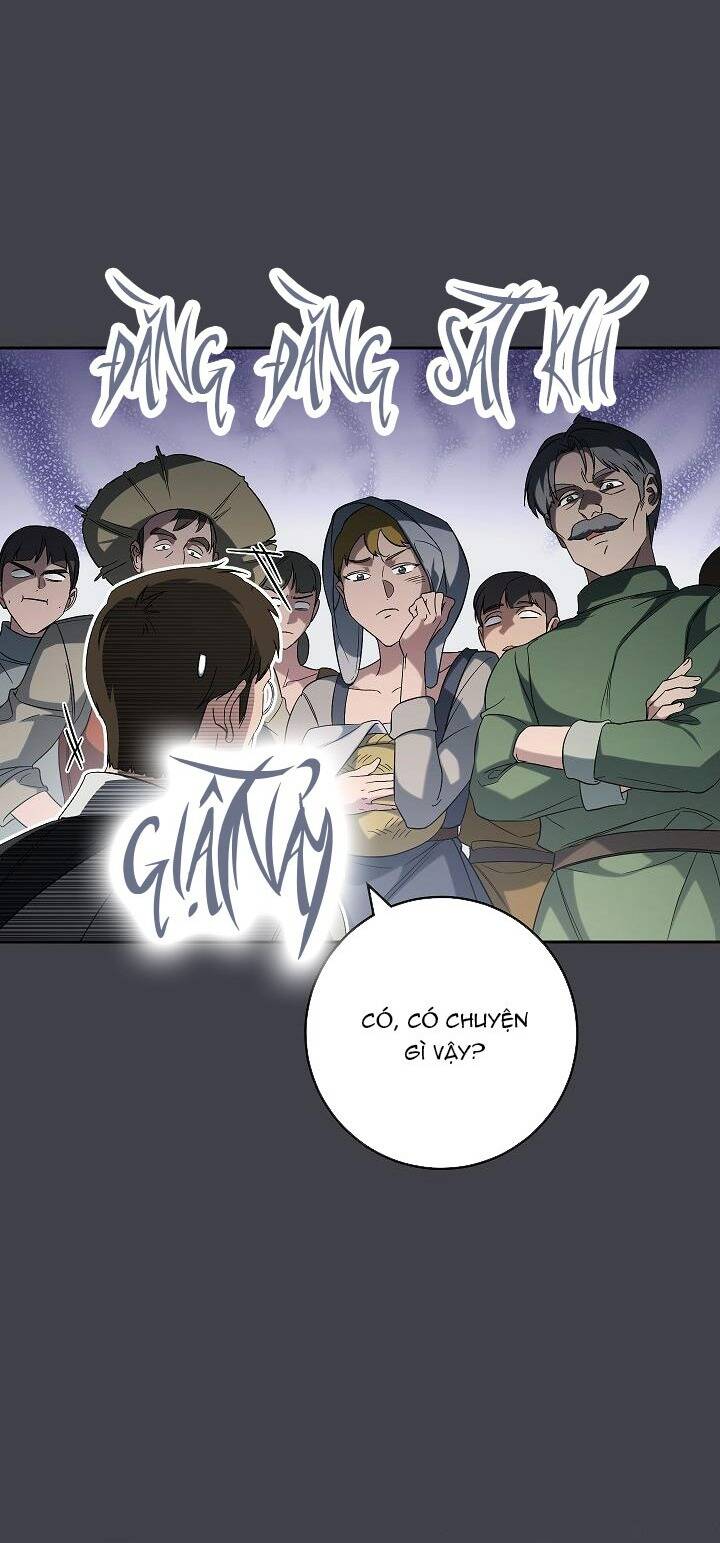 ĐẰNG ĐẰNG SÁT KHÍ
GIẬT NẢY
CÓ, CÓ CHUYỆN
GÌ VẬY?